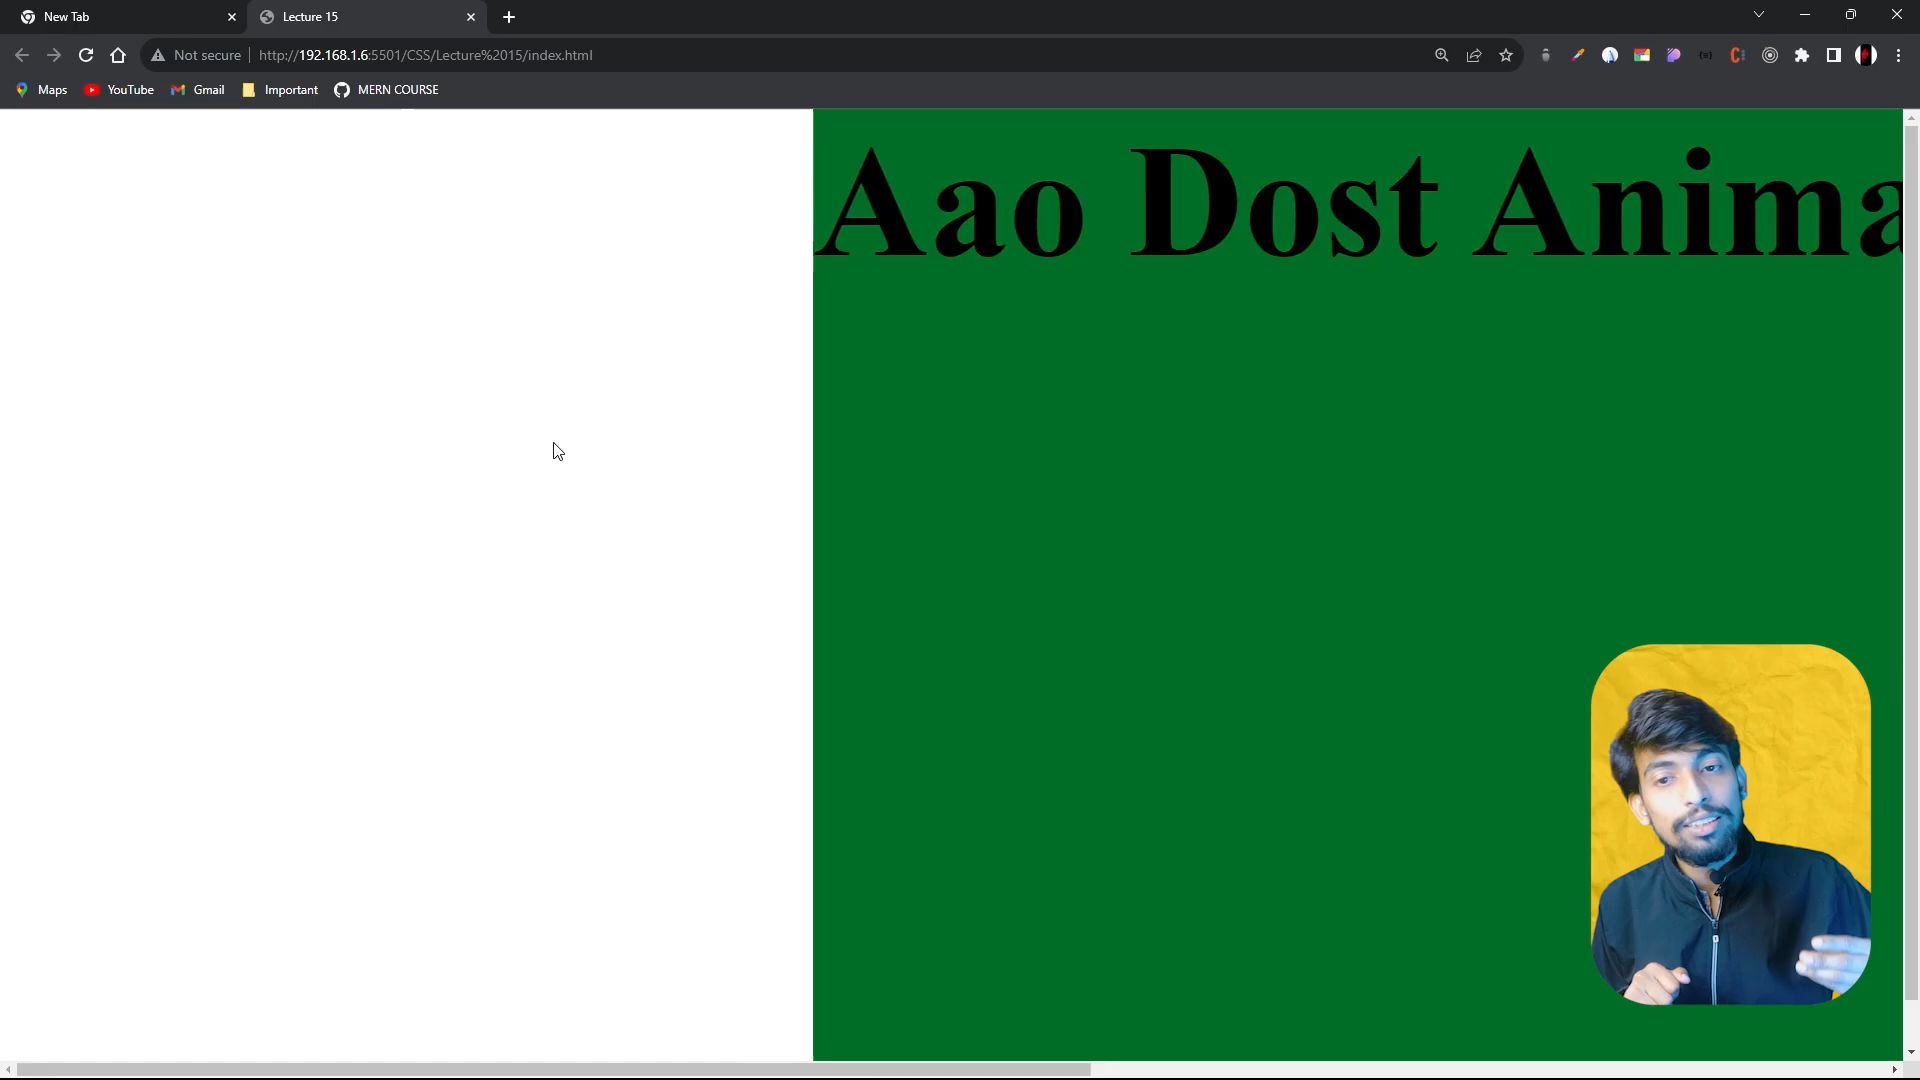 New Tab
Lecture 15
Not secure
http://192.168.1.6:5501/CSS/Lecture%2015/index.html
Maps
YouTube
Gmail
Important
MERN COURSE
Aao Dost Anima